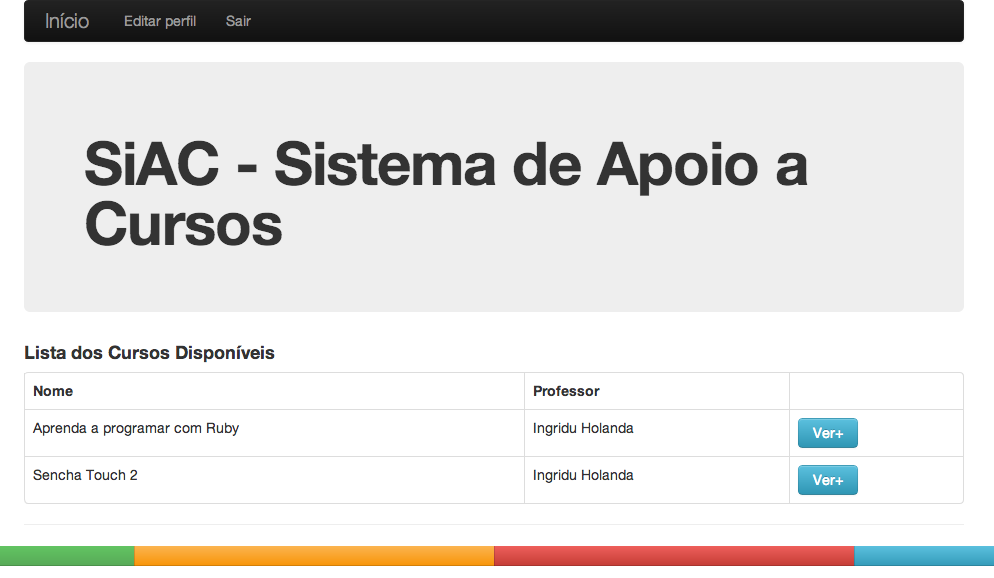 Início Editar perfil Sair
SiAC - Sistema de Apoio a
Cursos
Lista dos Cursos Disponíveis
Nome Professor
Aprenda a programar com Ruby Ingridu Holanda Ver+
Sencha Touch 2 Ingridu Holanda Ver+